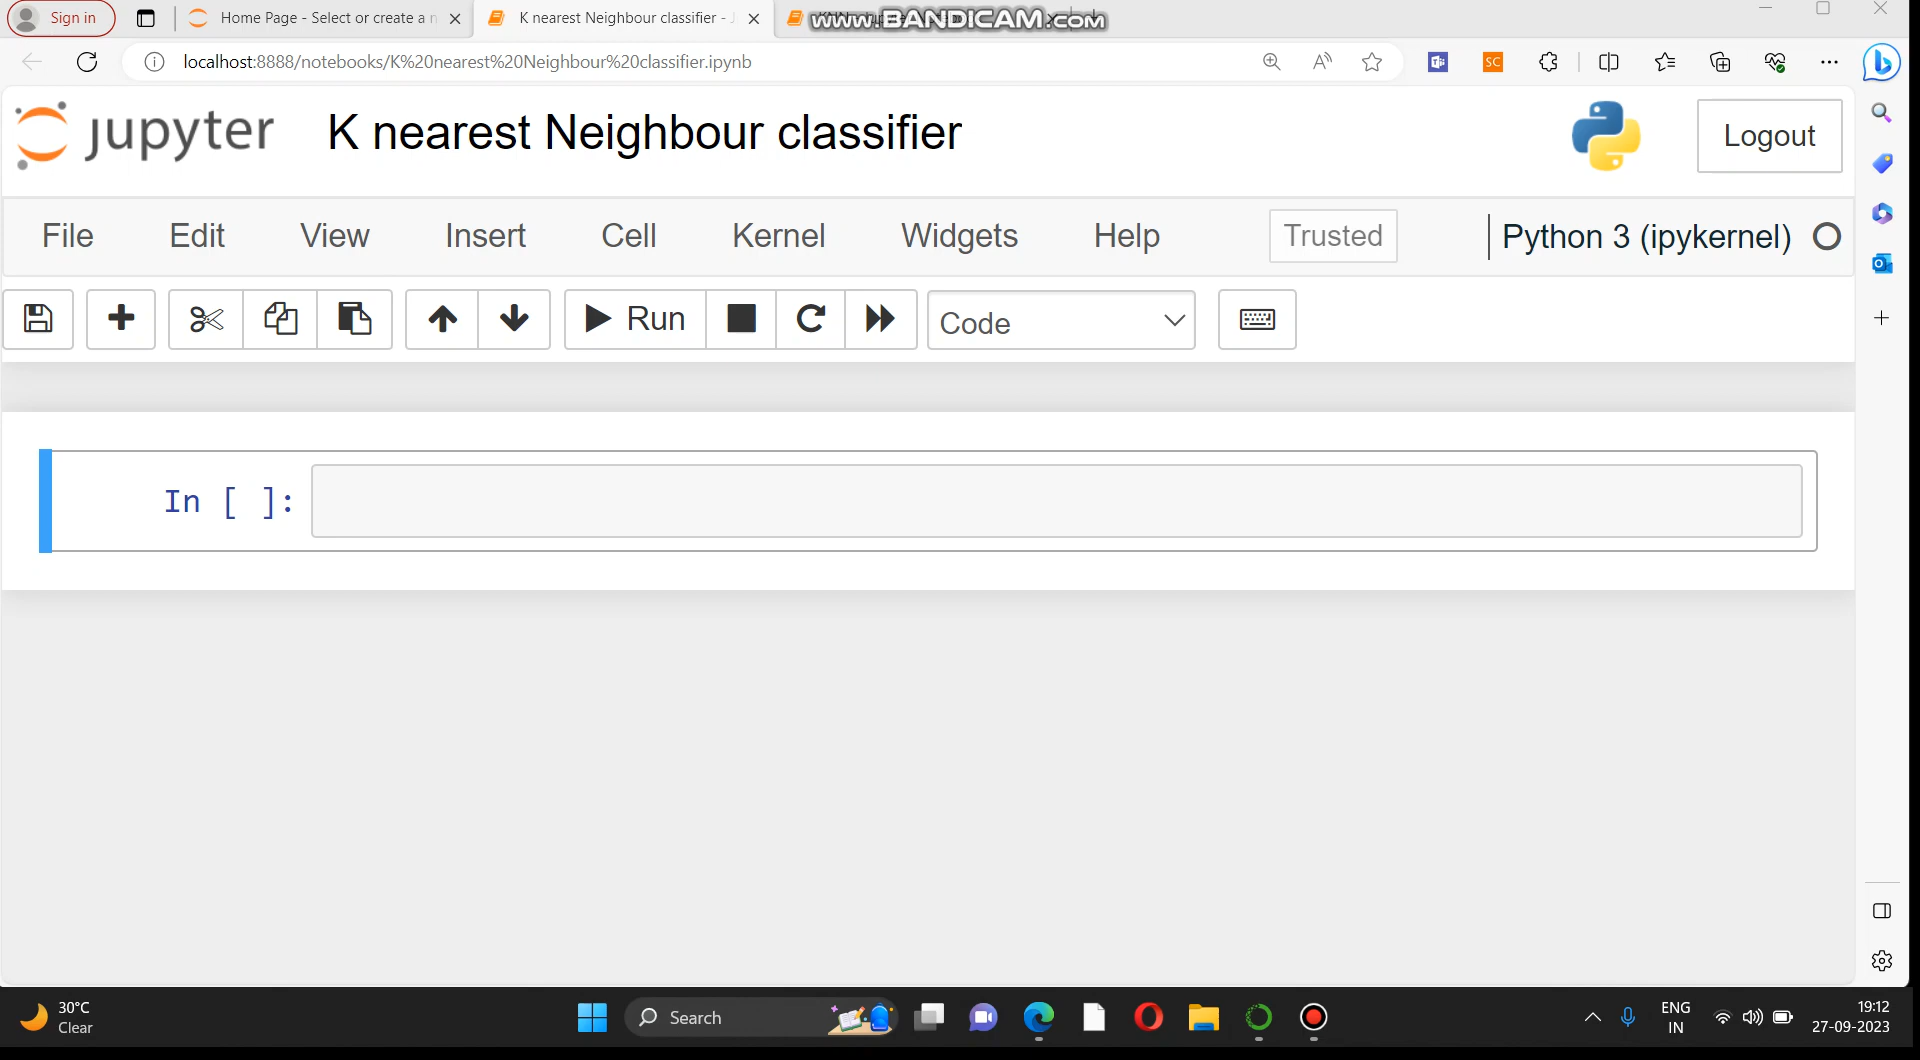 Sign in
Home Page - Select or create a n
K nearest Neighbour classifier - J
www.BANDICAM.com
localhost:8888/notebooks/K%20nearest%20Neighbour%20classifier.ipynb
SC
jupyter
K nearest Neighbour classifier
Logout
File Edit View Insert Cell Kernel Widgets Help
Trusted
Python 3 (ipykernel)
Run
Code
In [ ]:
30°C
Clear
Search
ENG
IN
19:12
27-09-2023